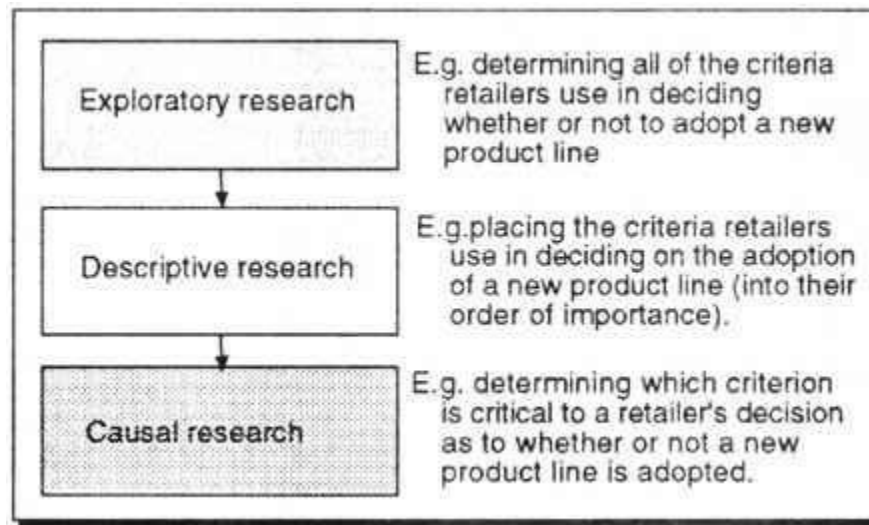 Exploratory research
E.g. determining all of the criteria
retailers use in deciding
whether or not to adopt a new
product line
Descriptive research
E.g.placing the criteria retailers
use in deciding on the adoption
of a new product line (into their
order of importance).
Causal research
E.g. determining which criterion
is critical to a retailer's decision
as to whether or not a new
product line is adopted.